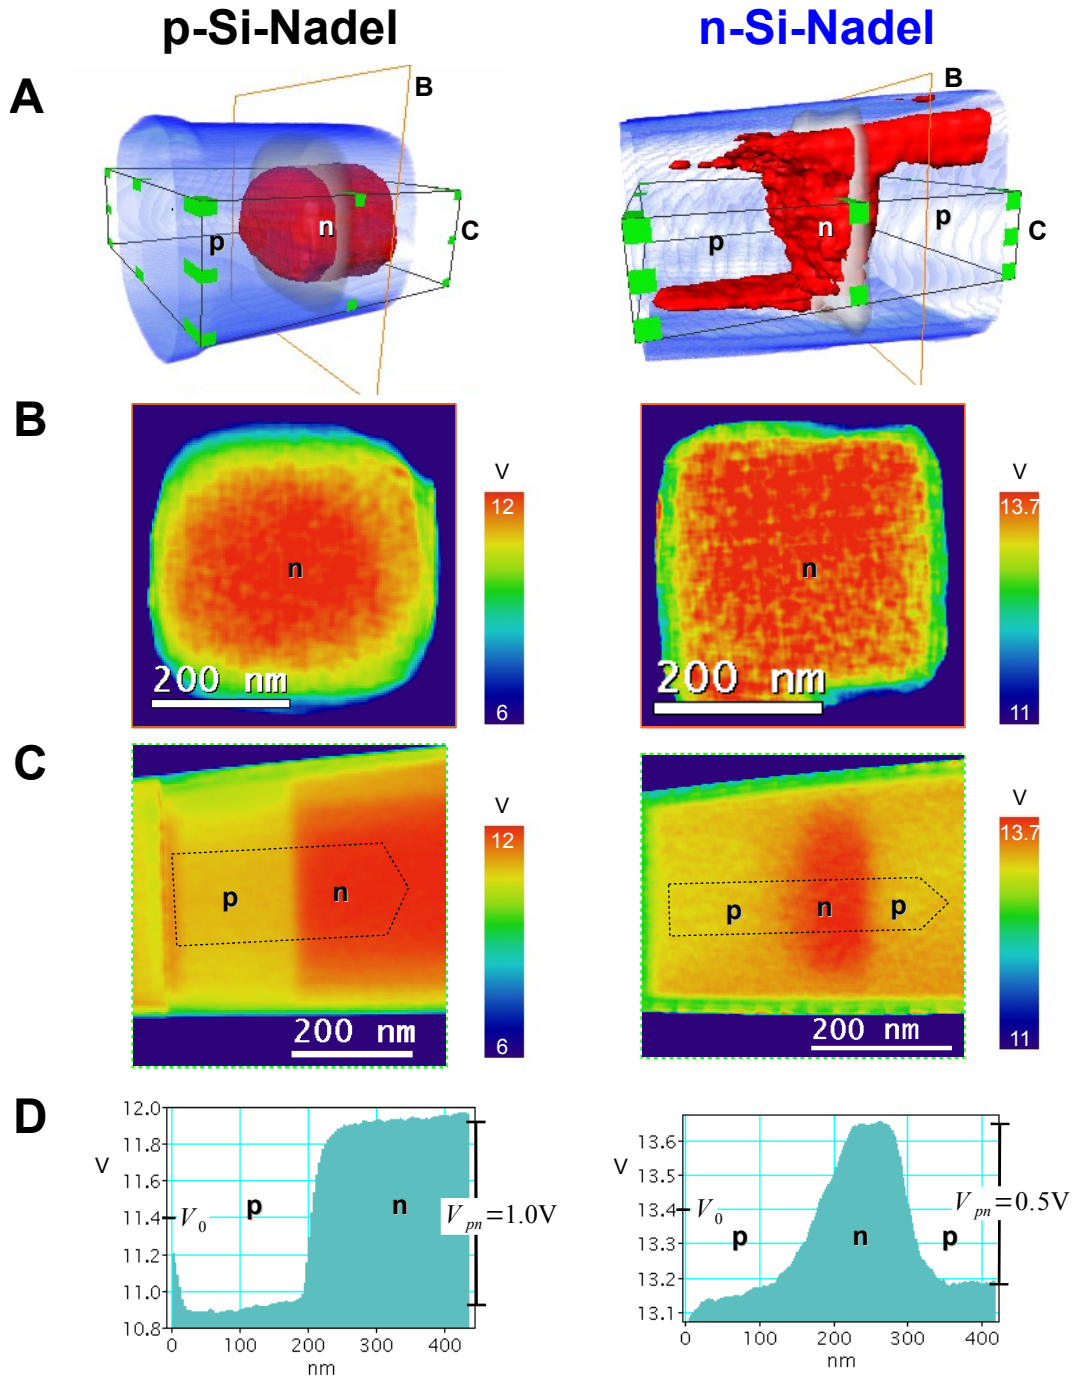 p-Si-Nadel
n-Si-Nadel
A
B
C
p
n
B
C
p
n
p
B
n
200 nm
V
12
6
n
200 nm
V
13.7
11
C
p
n
200 nm
V
12
6
p
n
p
200 nm
V
13.7
11
D
12.0
11.8
11.6
11.4
11.2
11.0
10.8
V
V0
p
n
Vpn=1.0V
0 100 200 300 400
nm
13.6
13.5
13.4
13.3
13.2
13.1
V
V0
p
n
p
Vpn=0.5V
0 100 200 300 400
nm